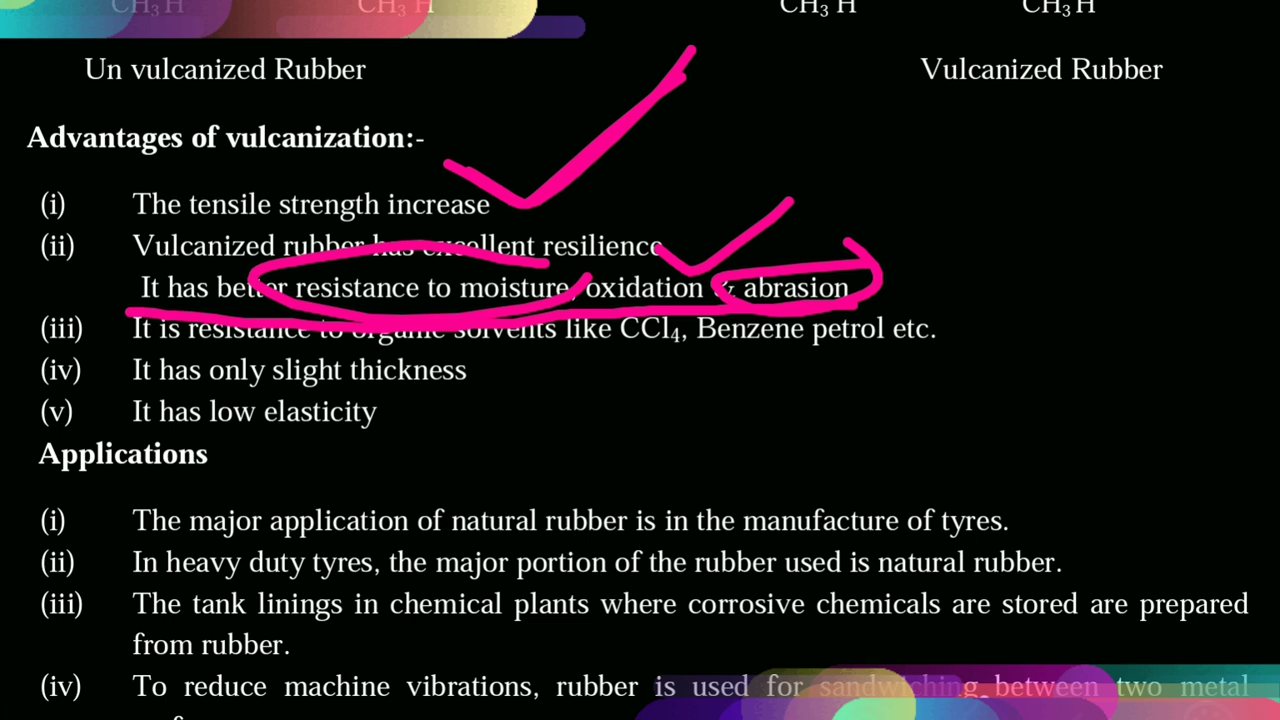 CH3 H CH3 H CH3 H CH3 H
Un vulcanized Rubber Vulcanized Rubber
Advantages of vulcanization:-
(i) The tensile strength increase
(ii) Vulcanized rubber has excellent resilience
It has better resistance to moisture, oxidation & abrasion
(iii) It is resistance to organic solvents like CCl4, Benzene petrol etc.
(iv) It has only slight thickness
(v) It has low elasticity
Applications
(i) The major application of natural rubber is in the manufacture of tyres.
(ii) In heavy duty tyres, the major portion of the rubber used is natural rubber.
(iii) The tank linings in chemical plants where corrosive chemicals are stored are prepared
from rubber.
(iv) To reduce machine vibrations, rubber is used for sandwiching between two metal